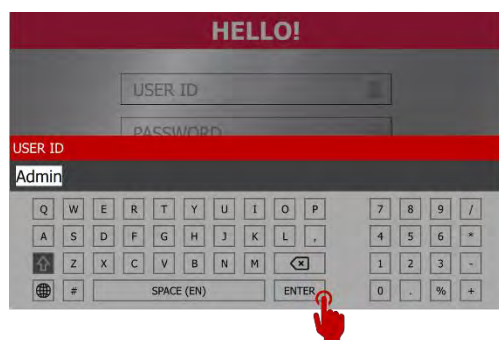 HELLO!
USER ID
PASSWORD
USER ID
Admin
Q W E R T Y U I O P 7 8 9 /
A S D F G H J K L , 4 5 6 *
Z X C V B N M 1 2 3 -
# SPACE (EN) ENTER 0 . % +